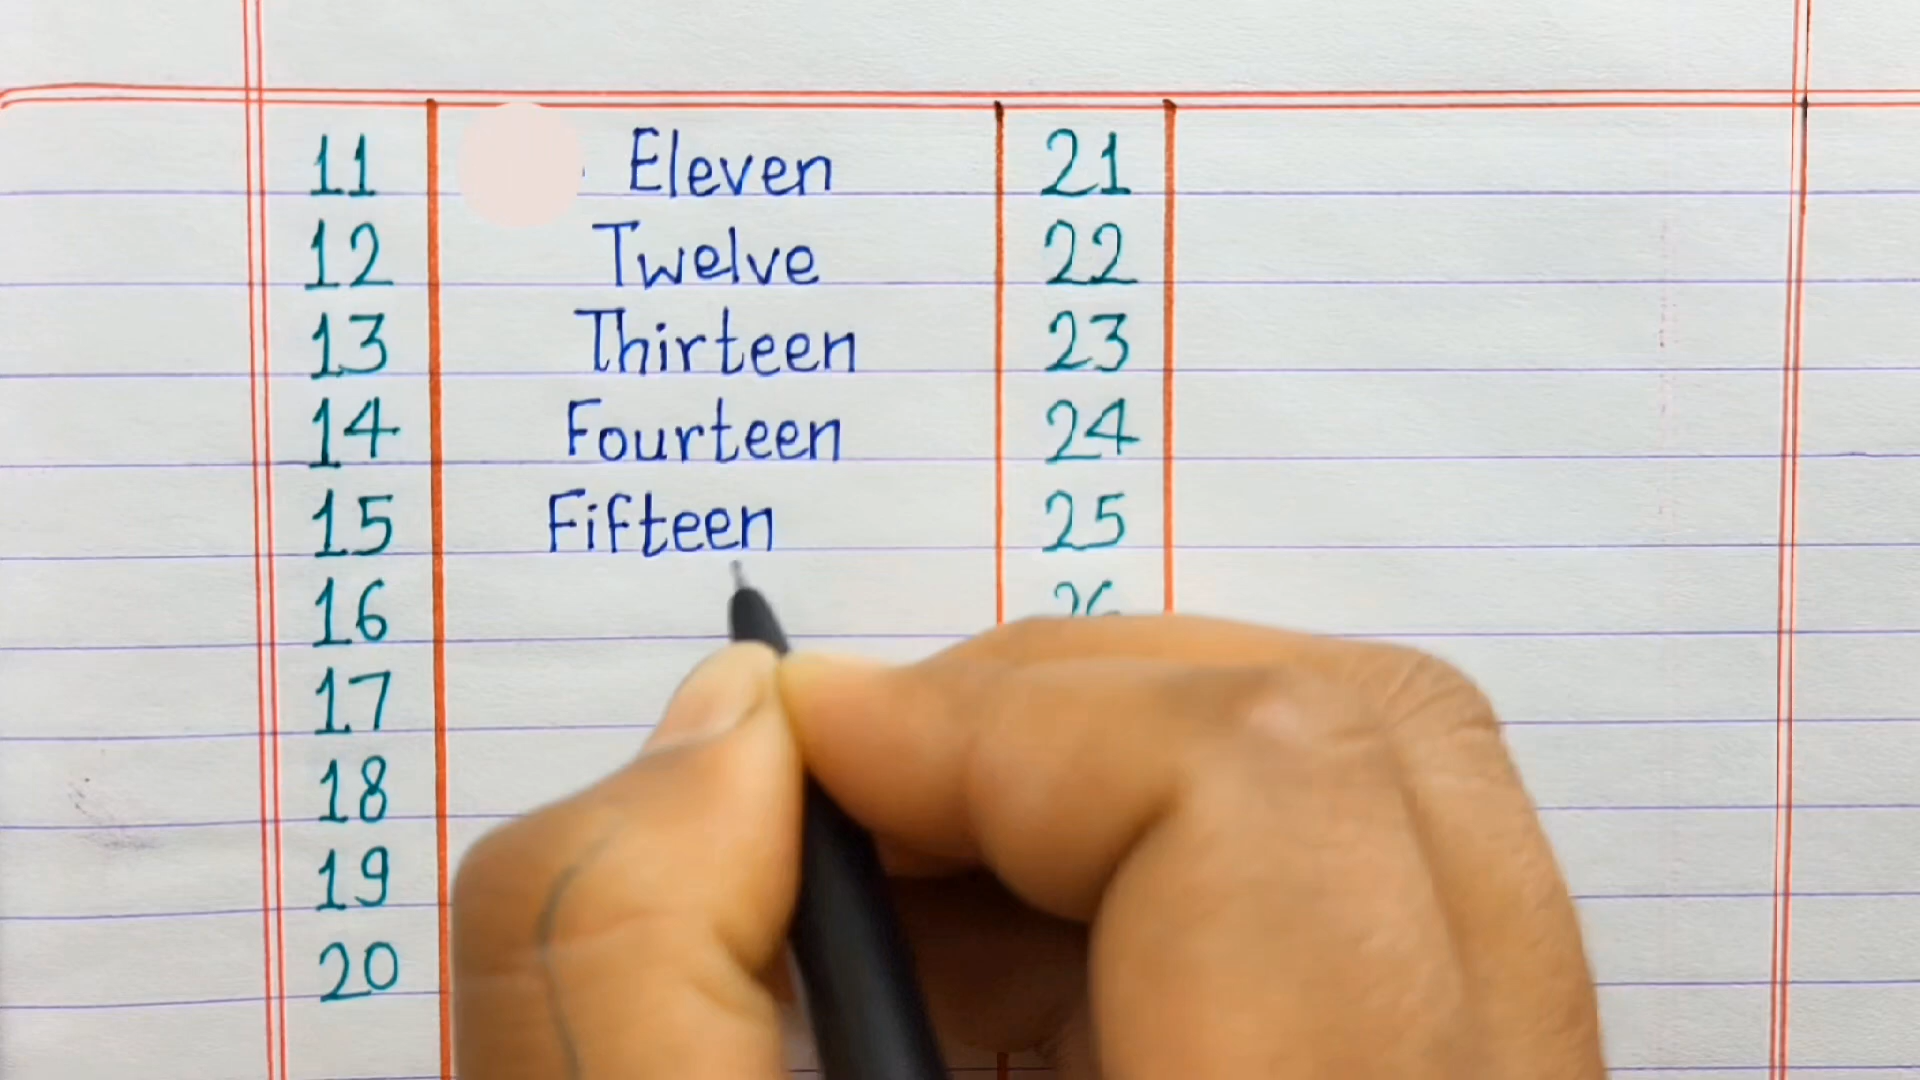 11 Eleven 21
12 Twelve 22
13 Thirteen 23
14 Fourteen 24
15 Fifteen 25
16 26
17
18
19
20